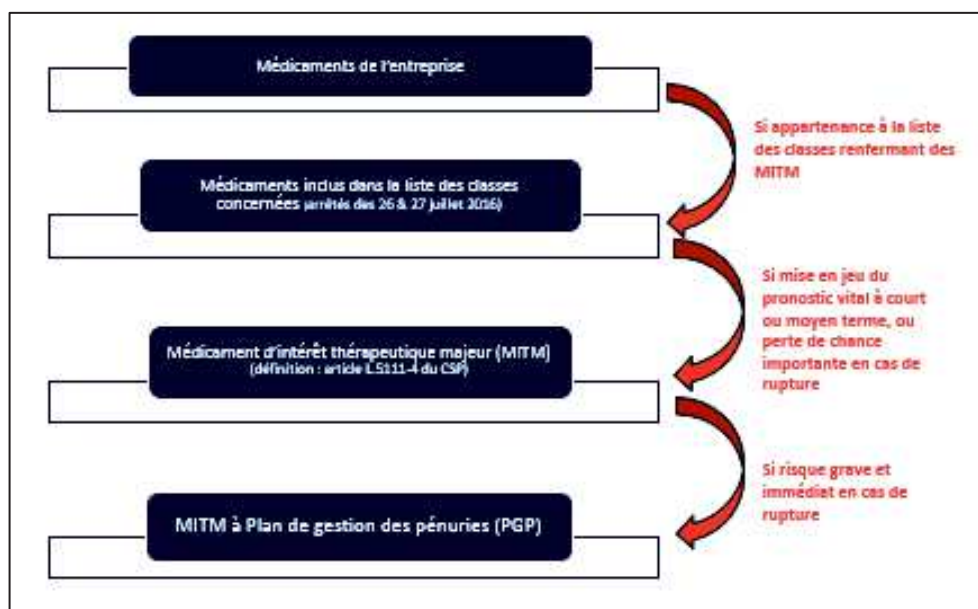 Médicaments de l'entreprise
Si appartenance à la liste
des classes renfermant des
MITM
Médicaments inclus dans la liste des classes
concernées (arrêtés des 26 & 27 juillet 2016)
Si mise en jeu du
pronostic vital à court
ou moyen terme, ou
perte de chance
importante en cas de
rupture
Médicament d'intérêt thérapeutique majeur (MITM)
(définition : article L.5111-4 du CSP)
Si risque grave et
immédiat en cas de
rupture
MITM à Plan de gestion des pénuries (PGP)